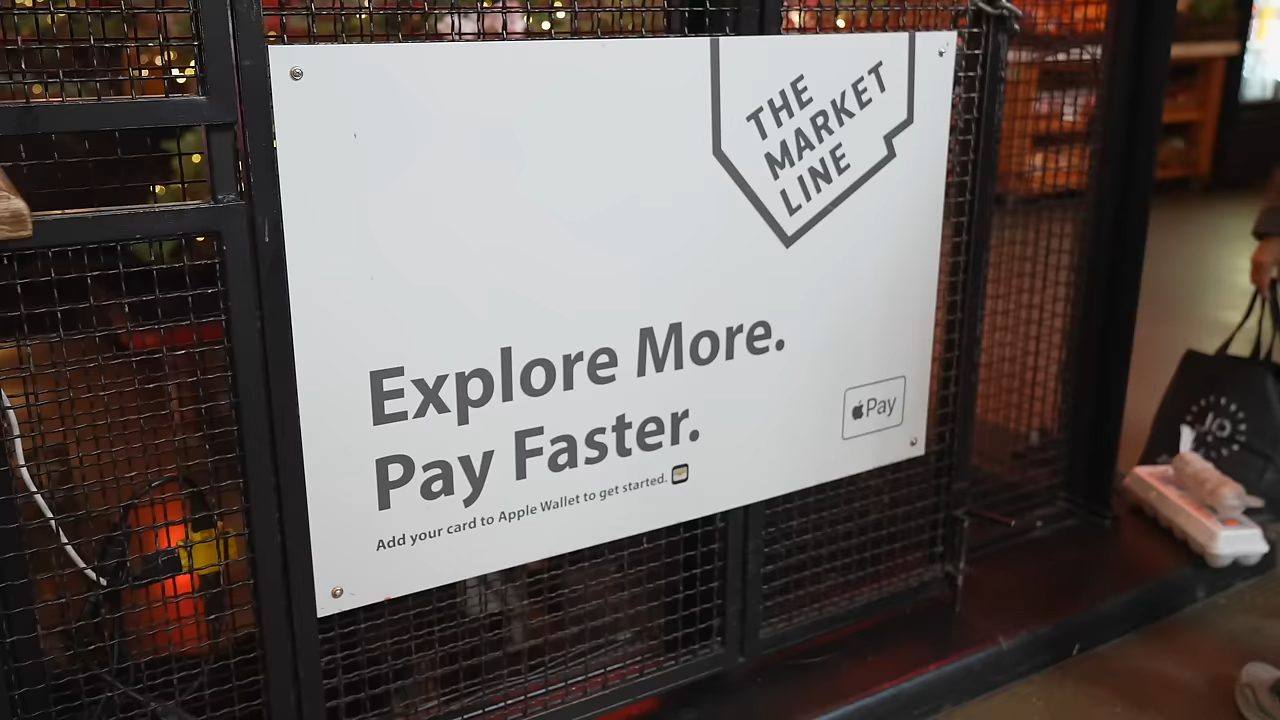 THE
MARKET
LINE
Explore More.
Pay Faster.
Pay
Add your card to Apple Wallet to get started.